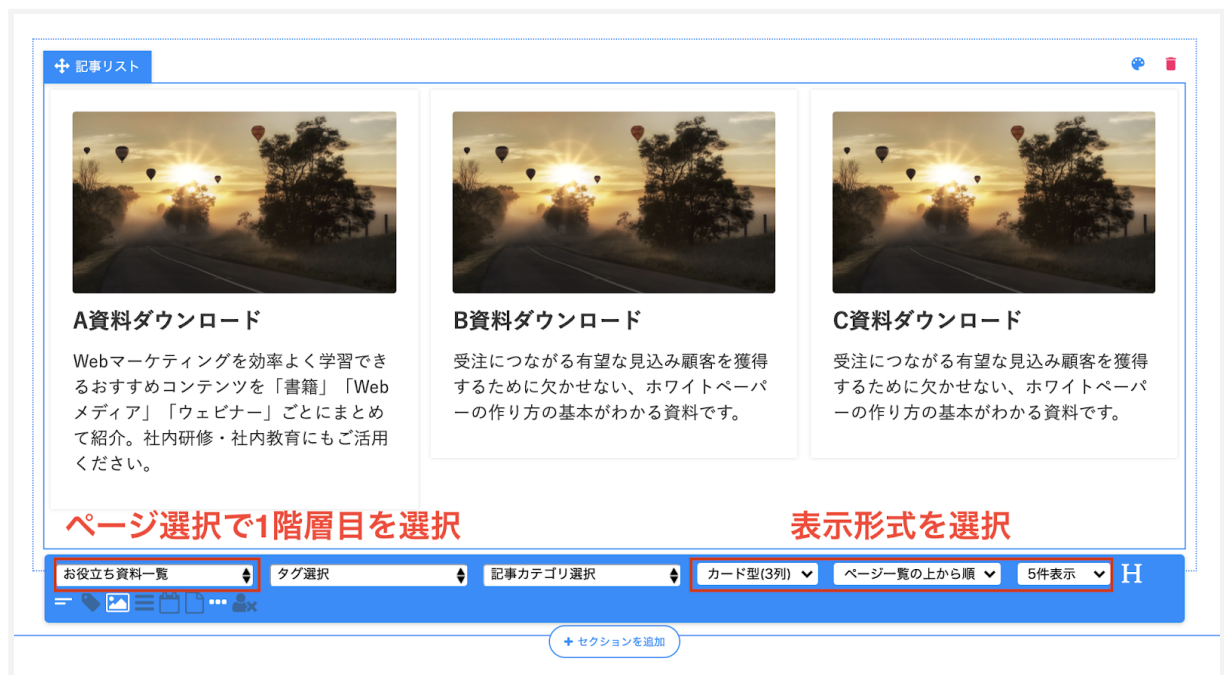 記事リスト
A資料ダウンロード
Webマーケティングを効率よく学習でき
るおすすめコンテンツを「書籍」「Web
メディア」「ウェビナー」ごとにまとめ
て紹介。社内研修・社内教育にもご活用
ください。
B資料ダウンロード
受注につながる有望な見込み顧客を獲得
するために欠かせない、ホワイトペーパ
ーの作り方の基本がわかる資料です。
C資料ダウンロード
受注につながる有望な見込み顧客を獲得
するために欠かせない、ホワイトペーパ
ーの作り方の基本がわかる資料です。
ページ選択で1階層目を選択
表示形式を選択
お役立ち資料一覧
タグ選択
記事カテゴリ選択
カード型(3列)
ページ一覧の上から順
5件表示
H
セクションを追加